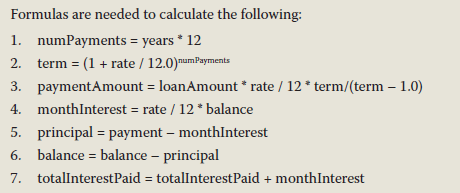 Formulas are needed to calculate the following:
1. numPayments = years * 12
2. term = (1 + rate / 12.0)^numPayments
3. paymentAmount = loanAmount * rate / 12 * term/(term – 1.0)
4. monthInterest = rate / 12 * balance
5. principal = payment – monthInterest
6. balance = balance – principal
7. totalInterestPaid = totalInterestPaid + monthInterest